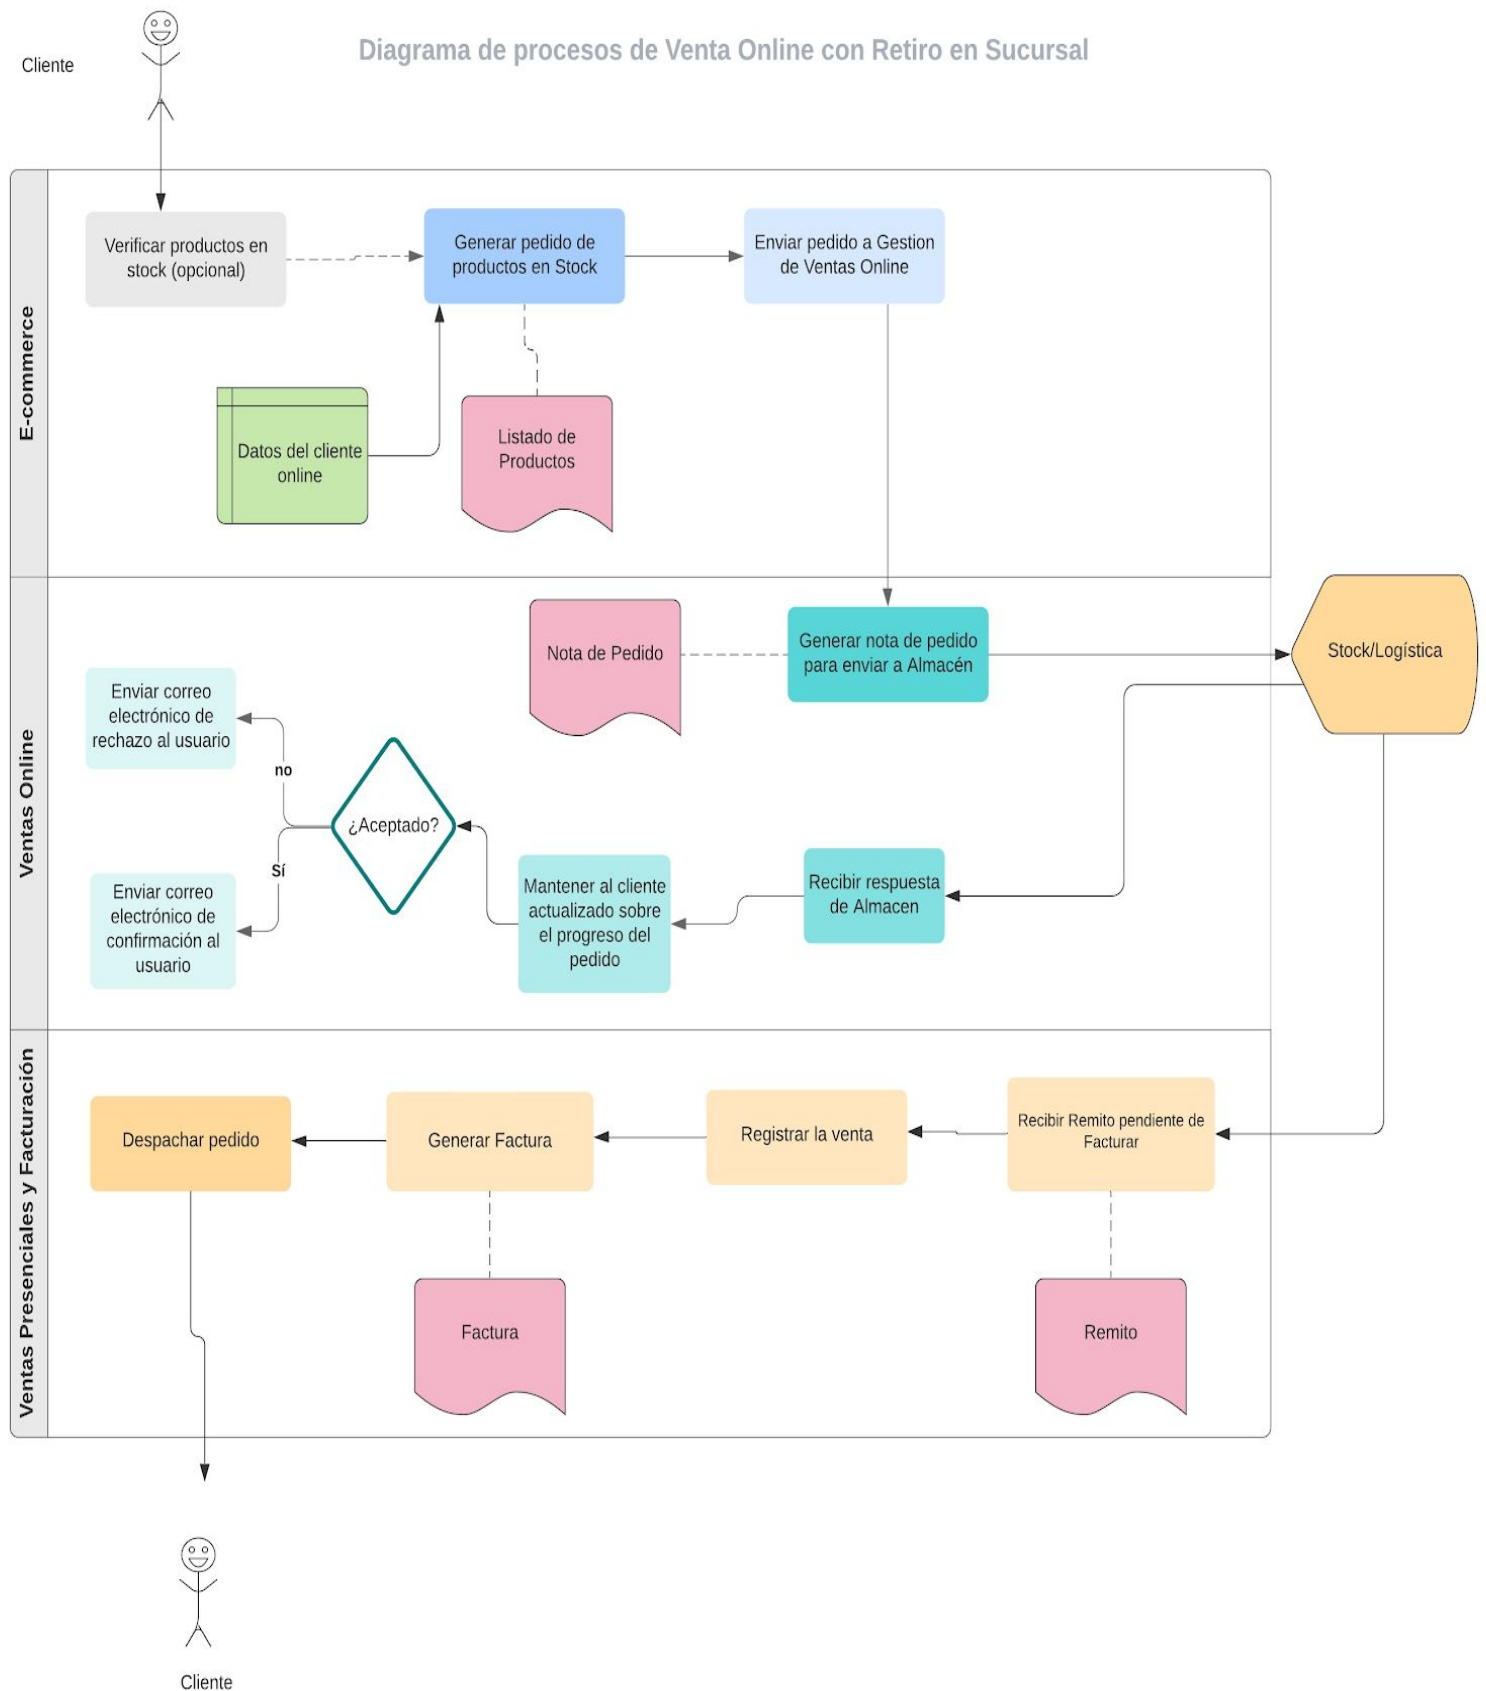 Cliente
Diagrama de procesos de Venta Online con Retiro en Sucursal
E-commerce
Verificar productos en
stock (opcional)
Generar pedido de
productos en Stock
Enviar pedido a Gestion
de Ventas Online
Datos del cliente
online
Listado de
Productos
Ventas Online
Nota de Pedido
Generar nota de pedido
para enviar a Almacén
Stock/Logística
Enviar correo
electrónico de
rechazo al usuario
no
¿Aceptado?
Sí
Enviar correo
electrónico de
confirmación al
usuario
Mantener al cliente
actualizado sobre
el progreso del
pedido
Recibir respuesta
de Almacen
Ventas Presenciales y Facturación
Despachar pedido
Generar Factura
Registrar la venta
Recibir Remito pendiente de
Facturar
Factura
Remito
Cliente